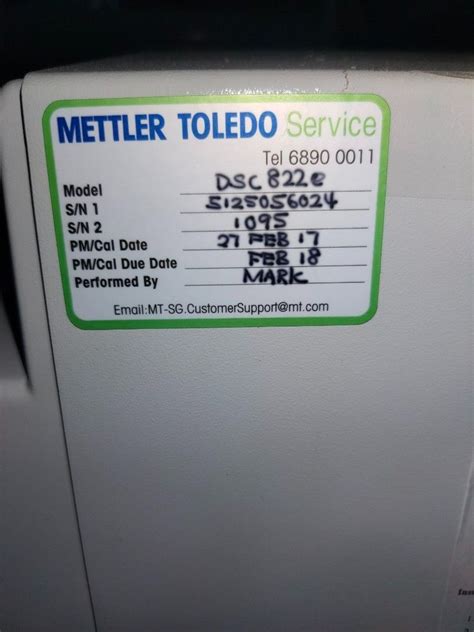 METTLER TOLEDO Service
Tel 6890 0011
Model DSC 822e
S/N 1 5125056024
S/N 2 1095
PM/Cal Date 27 FEB 17
PM/Cal Due Date FEB 18
Performed By MARK
Email:MT-SG.CustomerSupport@mt.com